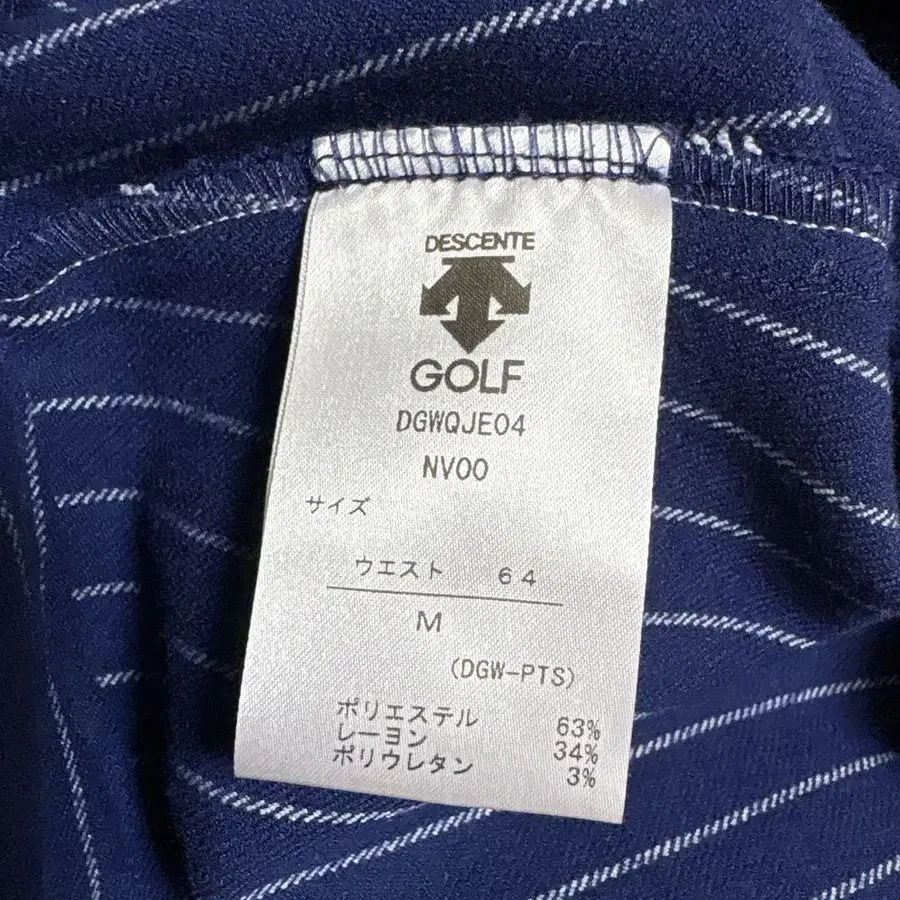 DESCENTE
GOLF
DGWQJE04
NV00
サイズ
ウエスト 64
M
(DGW-PTS)
ポリエステル 63%
レーヨン 34%
ポリウレタン 3%